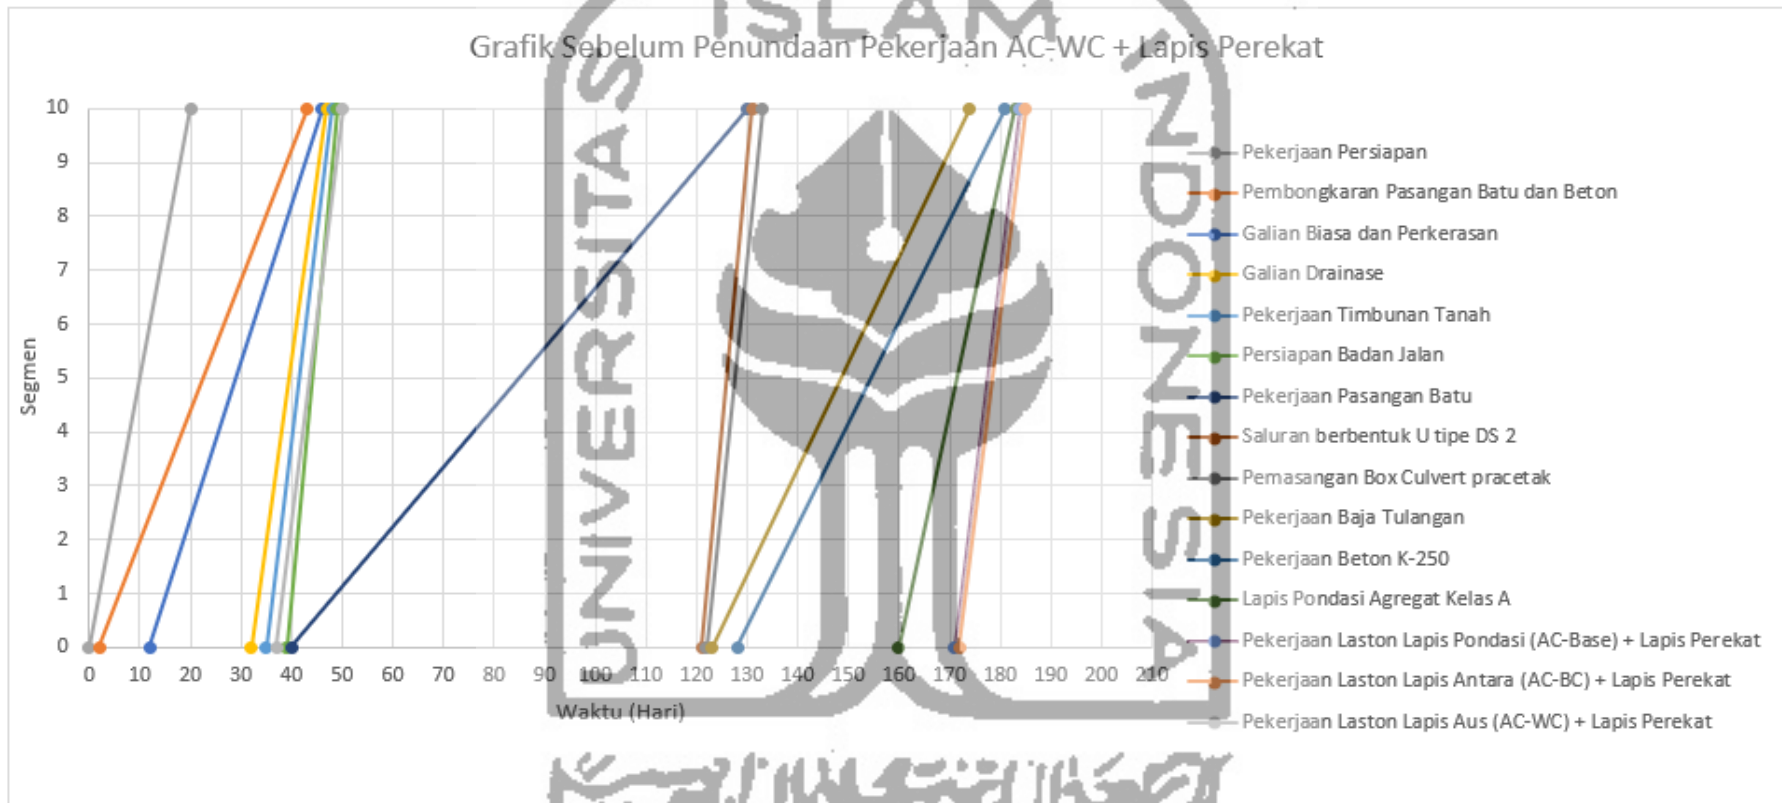 ISLAM
Grafik Sebelum Penundaan Pekerjaan AC-WC + Lapis Perekat
UNIVERSITAS
INDONESIA
Segmen
10
9
8
7
6
5
4
3
2
1
0
0 10 20 30 40 50 60 70 80 90 100 110 120 130 140 150 160 170 180 190 200 210
Waktu (Hari)
Pekerjaan Persiapan
Pembongkaran Pasangan Batu dan Beton
Galian Biasa dan Perkerasan
Galian Drainase
Pekerjaan Timbunan Tanah
Persiapan Badan Jalan
Pekerjaan Pasangan Batu
Saluran berbentuk U tipe DS 2
Pemasangan Box Culvert pracetak
Pekerjaan Baja Tulangan
Pekerjaan Beton K-250
Lapis Pondasi Agregat Kelas A
Pekerjaan Laston Lapis Pondasi (AC-Base) + Lapis Perekat
Pekerjaan Laston Lapis Antara (AC-BC) + Lapis Perekat
Pekerjaan Laston Lapis Aus (AC-WC) + Lapis Perekat